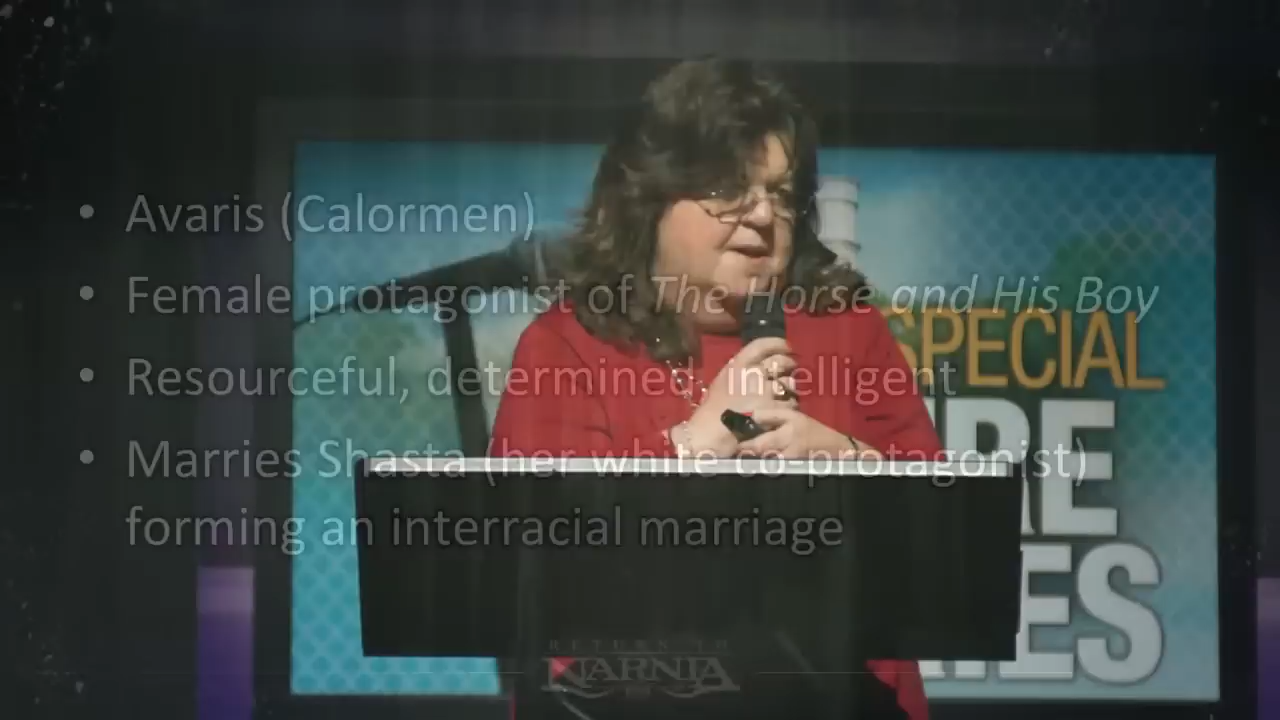 • Avaris (Calormen)
• Female protagonist of The Horse and His Boy
• Resourceful, determined, intelligent
• Marries Shasta (her white co-protagonist)
forming an interracial marriage
SPECIAL
RETURN TO
NARNIA